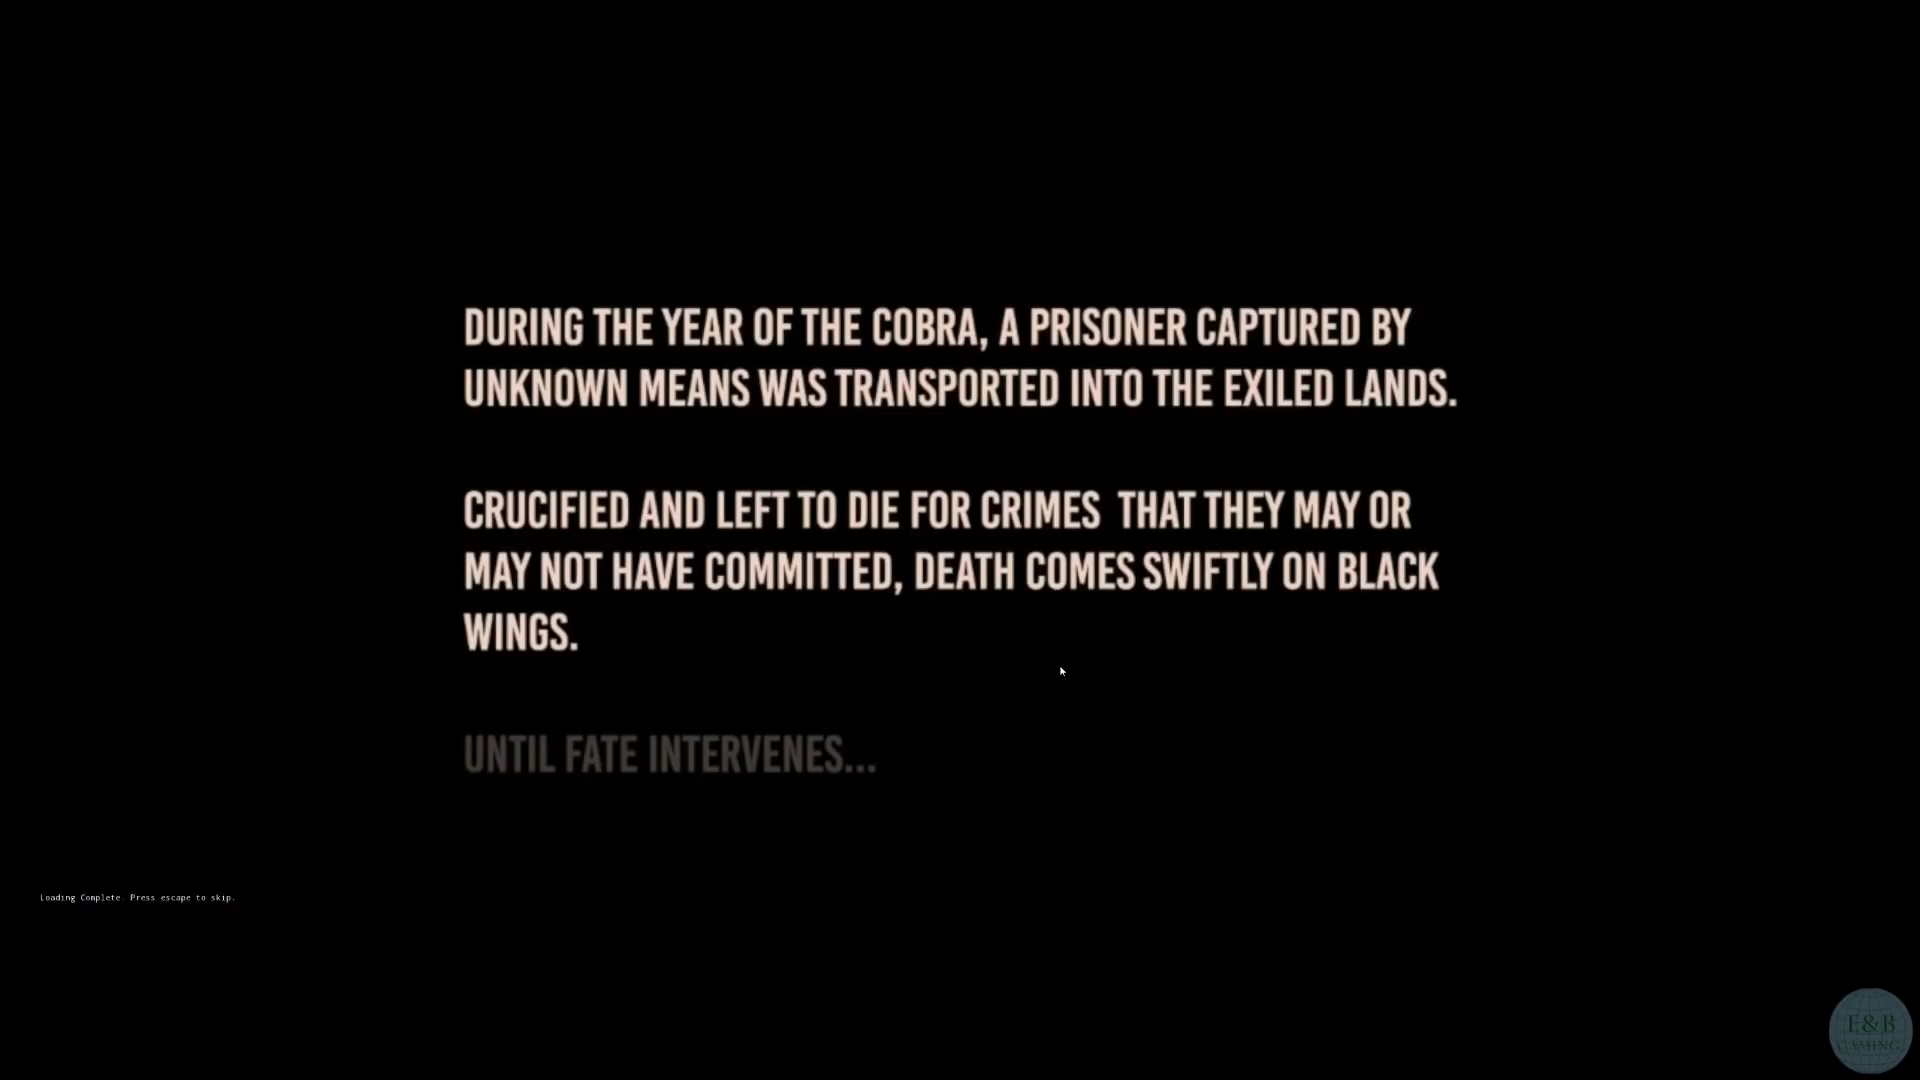 DURING THE YEAR OF THE COBRA, A PRISONER CAPTURED BY
UNKNOWN MEANS WAS TRANSPORTED INTO THE EXILED LANDS.
CRUCIFIED AND LEFT TO DIE FOR CRIMES THAT THEY MAY OR
MAY NOT HAVE COMMITTED, DEATH COMES SWIFTLY ON BLACK
WINGS.
UNTIL FATE INTERVENES...
Loading Complete. Press escape to skip.
E&B
GAMING